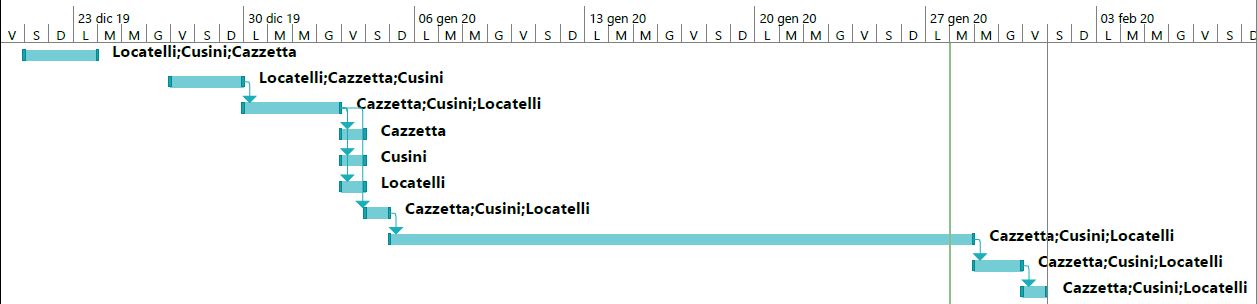 23 dic 19 30 dic 19 06 gen 20 13 gen 20 20 gen 20 27 gen 20 03 feb 20
V S D L M M G V S D L M M G V S D L M M G V S D L M M G V S D L M M G V S D L M M G V S D L M M G V S D
Locatelli;Cusini;Cazzetta
Locatelli;Cazzetta;Cusini
Cazzetta;Cusini;Locatelli
Cazzetta
Cusini
Locatelli
Cazzetta;Cusini;Locatelli
Cazzetta;Cusini;Locatelli
Cazzetta;Cusini;Locatelli
Cazzetta;Cusini;Locatelli